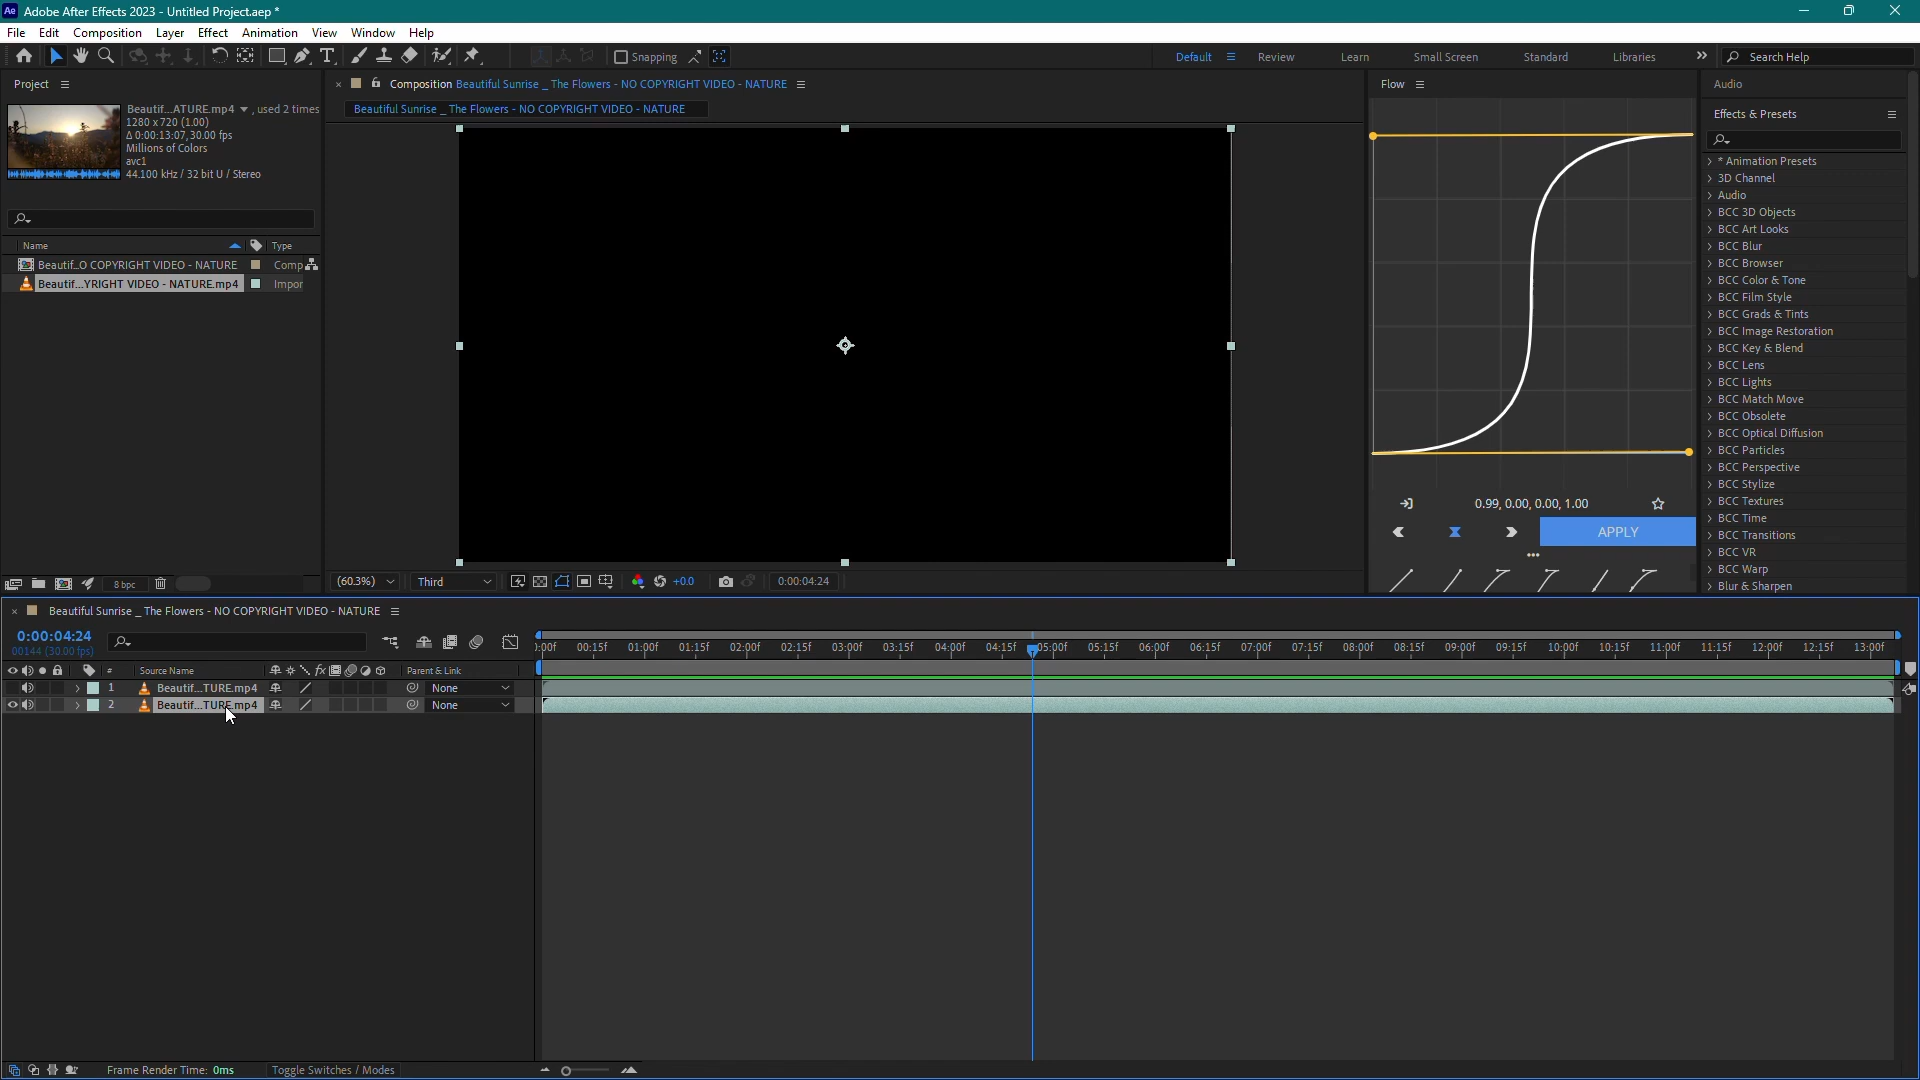 Ae Adobe After Effects 2023 - Untitled Project.aep *
File Edit Composition Layer Effect Animation View Window Help
Snapping Default Review Learn Small Screen Standard Libraries Search Help
Project
Beautif...ATURE.mp4 , used 2 times
1280 x 720 (1.00)
Δ 0:00:13:07, 30.00 fps
Millions of Colors
avc1
44.100 kHz / 32 bit U / Stereo
Name Type
Beautif...O COPYRIGHT VIDEO - NATURE Comp
Beautif...YRIGHT VIDEO - NATURE.mp4 Impor
8 bpc
Composition Beautiful Sunrise _ The Flowers - NO COPYRIGHT VIDEO - NATURE
Beautiful Sunrise _ The Flowers - NO COPYRIGHT VIDEO - NATURE
(60.3%) Third +0.0 0:00:04:24
Flow
0.99, 0.00, 0.00, 1.00
APPLY
Audio
Effects & Presets
* Animation Presets
3D Channel
Audio
BCC 3D Objects
BCC Art Looks
BCC Blur
BCC Browser
BCC Color & Tone
BCC Film Style
BCC Grads & Tints
BCC Image Restoration
BCC Key & Blend
BCC Lens
BCC Lights
BCC Match Move
BCC Obsolete
BCC Optical Diffusion
BCC Particles
BCC Perspective
BCC Stylize
BCC Textures
BCC Time
BCC Transitions
BCC VR
BCC Warp
Blur & Sharpen
Beautiful Sunrise _ The Flowers - NO COPYRIGHT VIDEO - NATURE
0:00:04:24
00144 (30.00 fps)
):00f 00:15f 01:00f 01:15f 02:00f 02:15f 03:00f 03:15f 04:00f 04:15f 05:00f 05:15f 06:00f 06:15f 07:00f 07:15f 08:00f 08:15f 09:00f 09:15f 10:00f 10:15f 11:00f 11:15f 12:00f 12:15f 13:00f
# Source Name fx Parent & Link
1 Beautif...TURE.mp4 None
2 Beautif...TURE.mp4 None
Frame Render Time: 0ms Toggle Switches / Modes